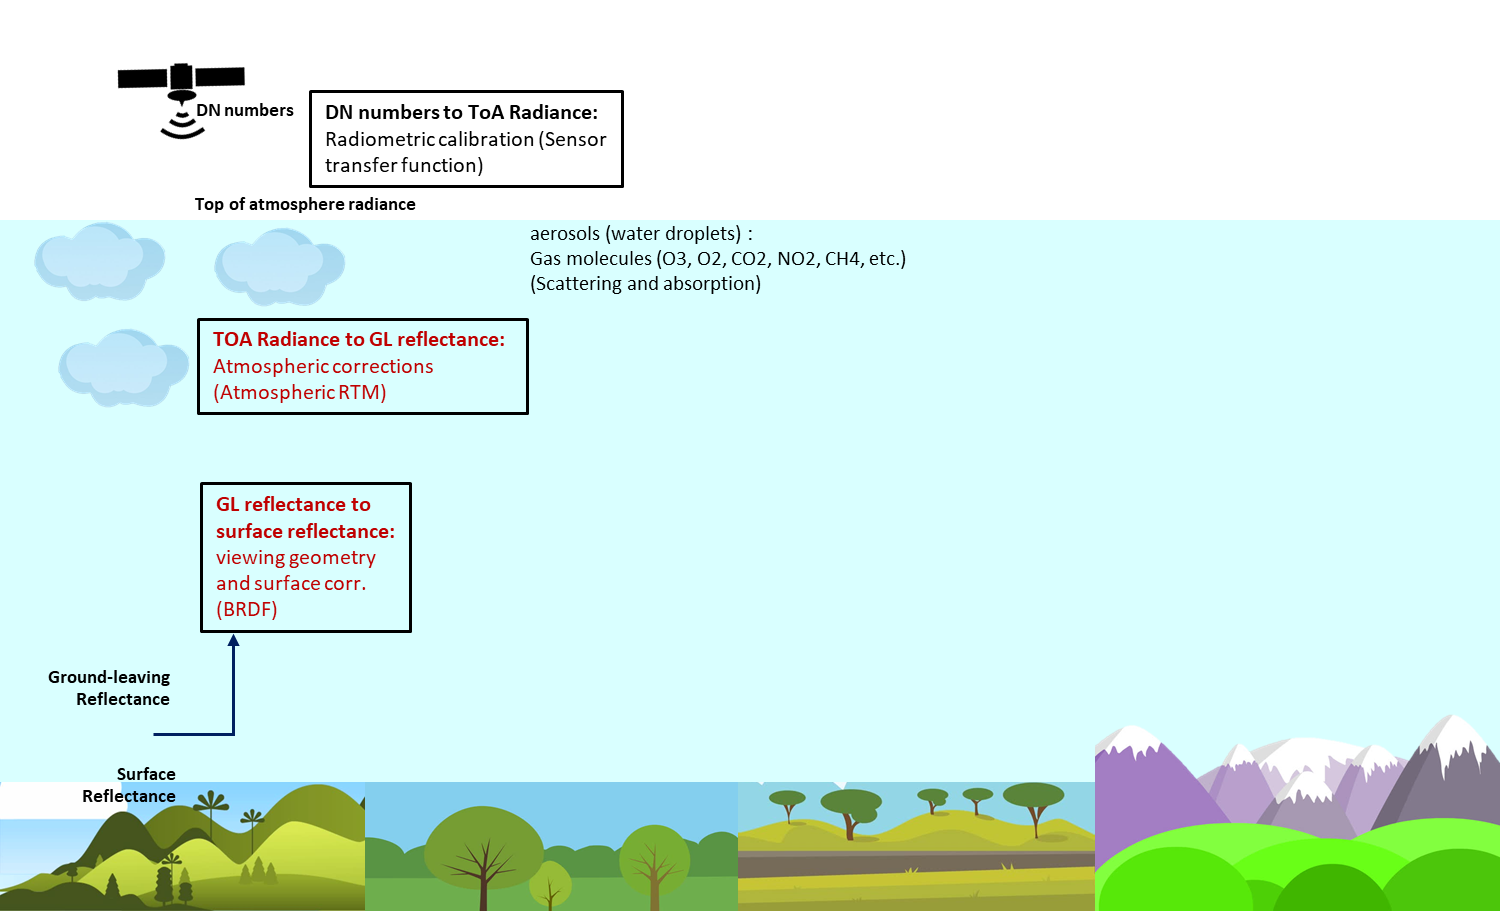 DN numbers
DN numbers to ToA Radiance:
Radiometric calibration (Sensor
transfer function)
Top of atmosphere radiance
aerosols (water droplets) :
Gas molecules (O3, O2, CO2, NO2, CH4, etc.)
(Scattering and absorption)
TOA Radiance to GL reflectance:
Atmospheric corrections
(Atmospheric RTM)
GL reflectance to
surface reflectance:
viewing geometry
and surface corr.
(BRDF)
Ground-leaving
Reflectance
Surface
Reflectance